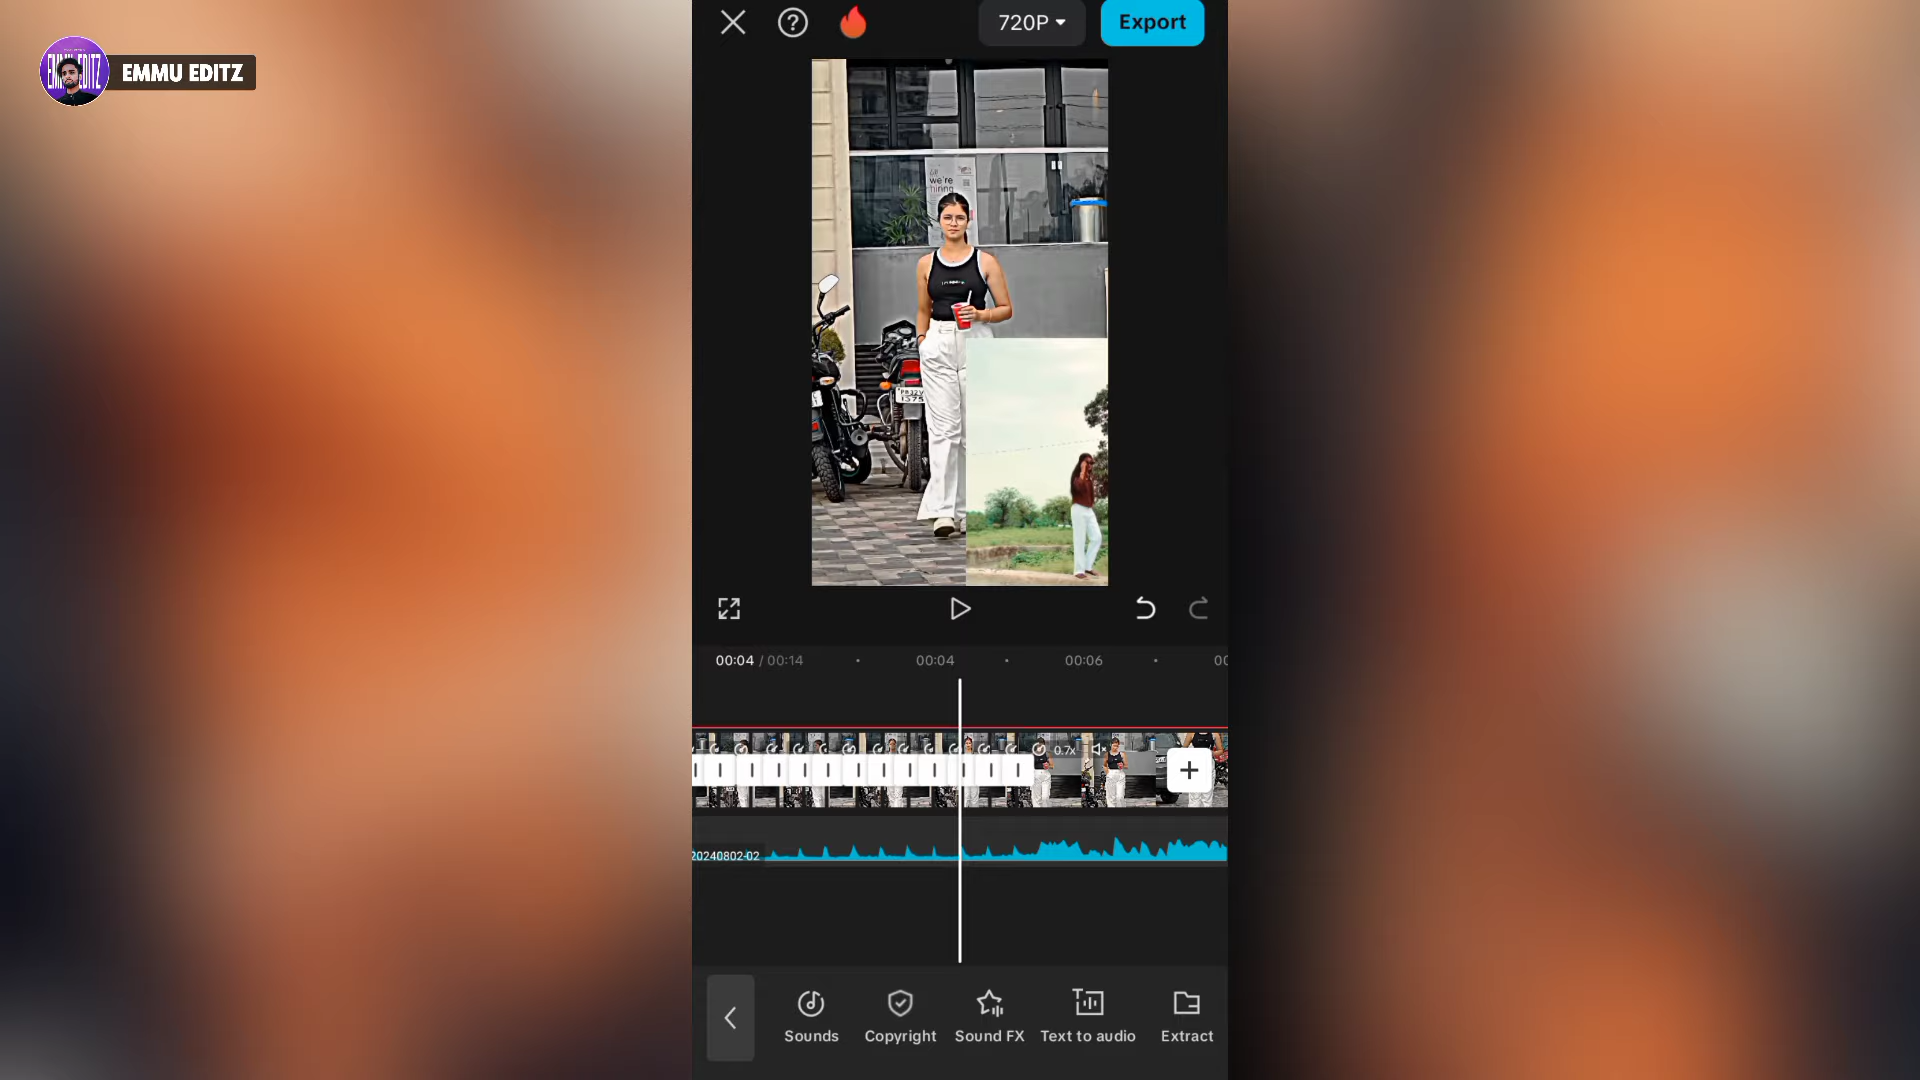 EMMU EDITZ
720P
Export
we're
hiring
00:04 / 00:14
00:04
00:06
0.7x
20240802-02
Sounds
Copyright
Sound FX
Text to audio
Extract